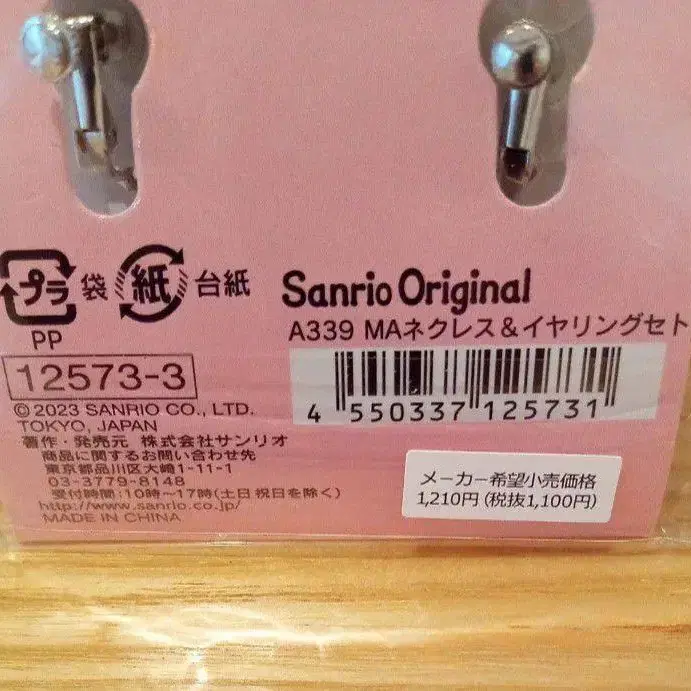 プラ 袋 紙 台紙
PP
12573-3
© 2023 SANRIO CO., LTD.
TOKYO, JAPAN
著作・発売元 株式会社サンリオ
商品に関するお問い合わせ先
東京都品川区大崎1-11-1
03-3779-8148
受付時間:10時～17時(土日祝日を除く)
http://www.sanrio.co.jp/
MADE IN CHINA
Sanrio Original
A339 MAネクレス&イヤリングセト
4 550337 125731
メーカー希望小売価格
1,210円(税抜1,100円)